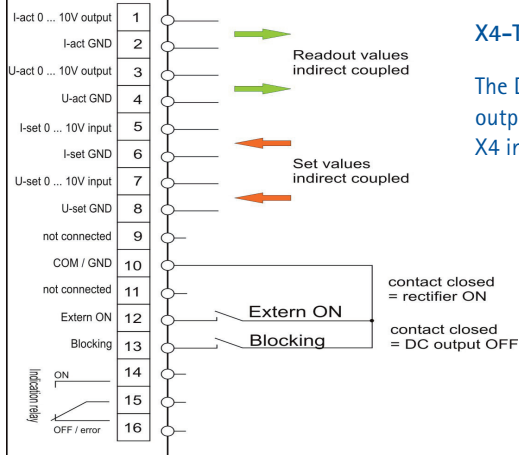 I-act 0 ... 10V output 1
I-act GND 2
U-act 0 ... 10V output 3
U-act GND 4
I-set 0 ... 10V input 5
I-set GND 6
U-set 0 ... 10V input 7
U-set GND 8
not connected 9
COM / GND 10
not connected 11
Extern ON 12
Blocking 13
14
15
16
Indication relay
ON
OFF / error
Readout values
indirect coupled
Set values
indirect coupled
Extern ON
Blocking
contact closed
= rectifier ON
contact closed
= DC output OFF
X4-T
The D
outp
X4 in